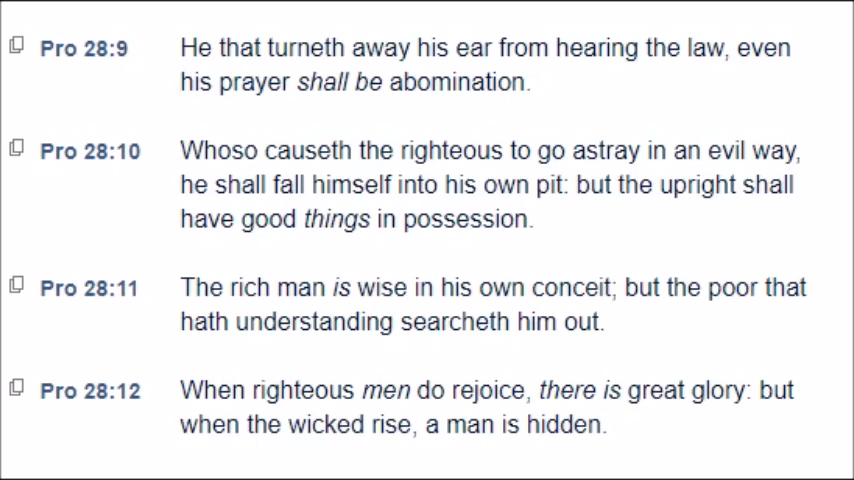 Pro 28:9 He that turneth away his ear from hearing the law, even
his prayer shall be abomination.
Pro 28:10 Whoso causeth the righteous to go astray in an evil way,
he shall fall himself into his own pit: but the upright shall
have good things in possession.
Pro 28:11 The rich man is wise in his own conceit; but the poor that
hath understanding searcheth him out.
Pro 28:12 When righteous men do rejoice, there is great glory: but
when the wicked rise, a man is hidden.